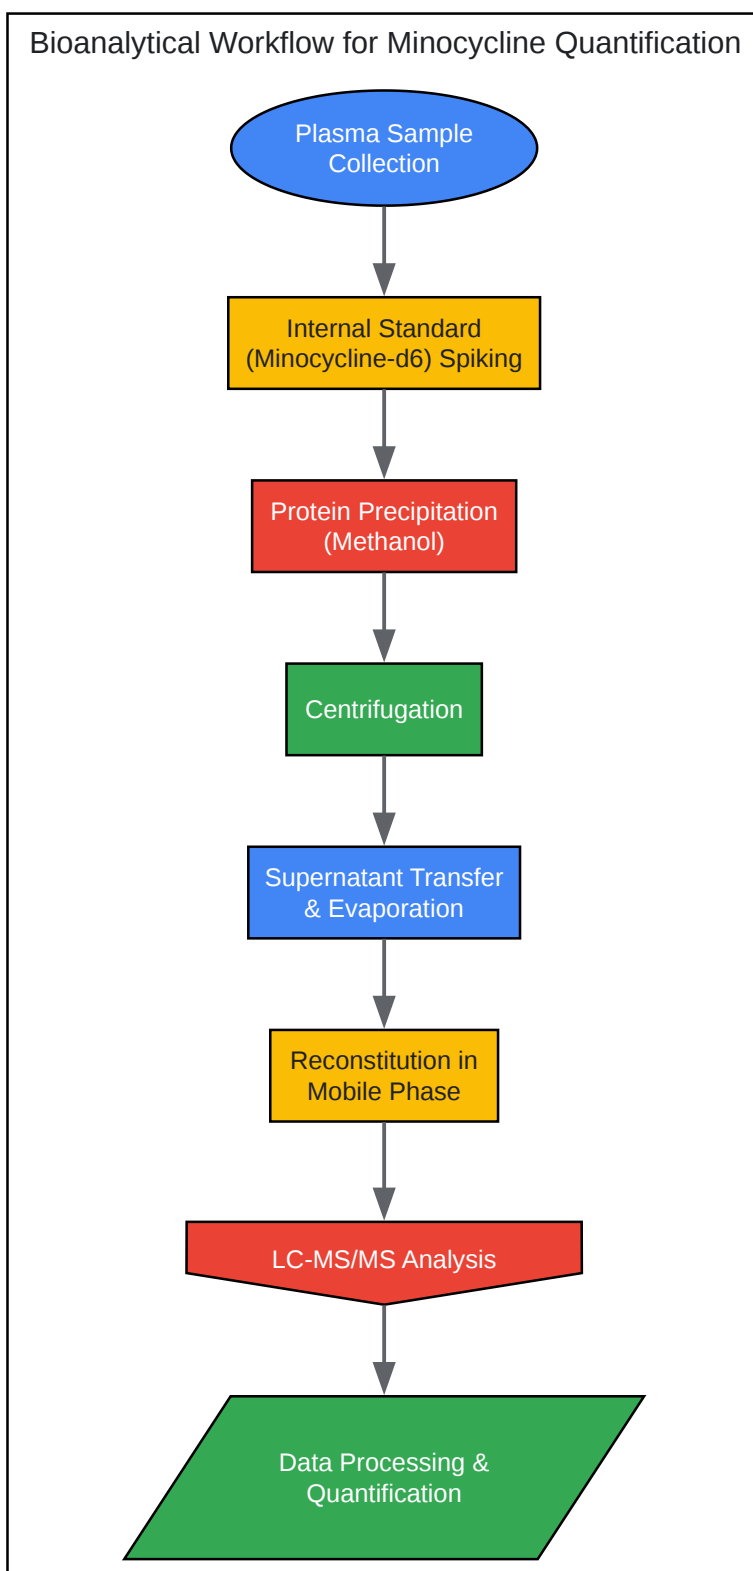 Bioanalytical Workflow for Minocycline Quantification
Plasma Sample
Collection
Internal Standard
(Minocycline-d6) Spiking
Protein Precipitation
(Methanol)
Centrifugation
Supernatant Transfer
& Evaporation
Reconstitution in
Mobile Phase
LC-MS/MS Analysis
Data Processing &
Quantification